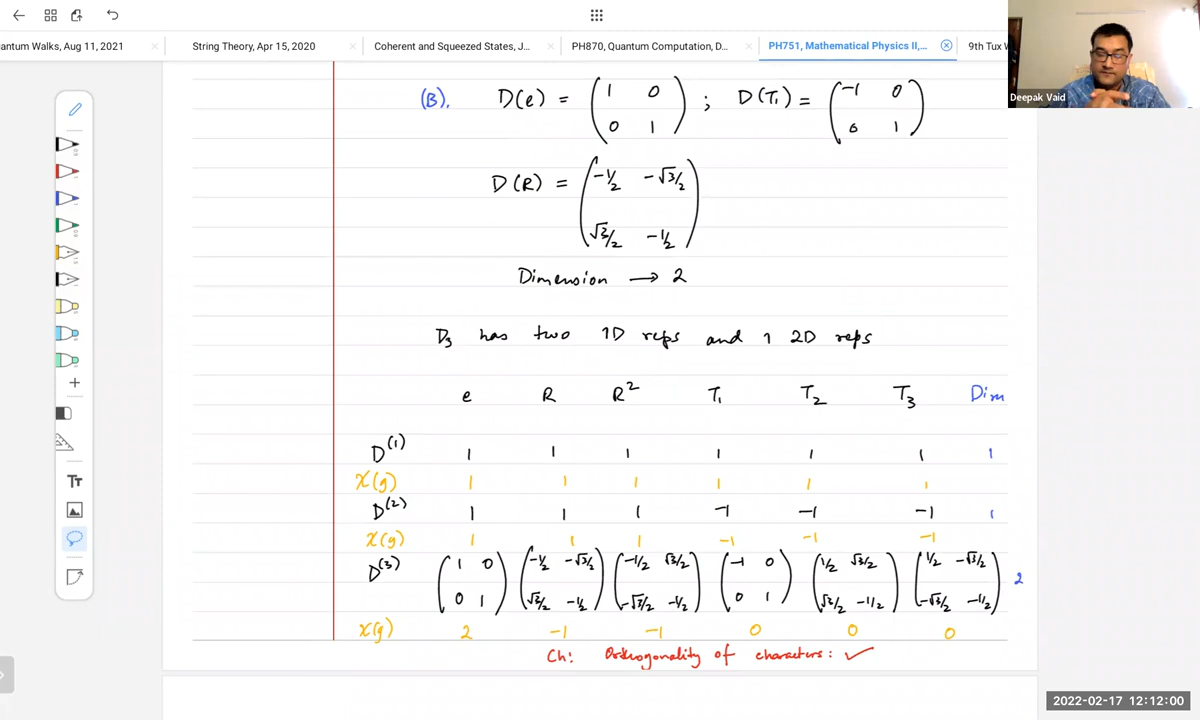 antum Walks, Aug 11, 2021 String Theory, Apr 15, 2020 Coherent and Squeezed States, J... PH870, Quantum Computation, D... PH751, Mathematical Physics II,... 9th Tux W
Deepak Vaid
(B). D(e) = (1 0 0 1) ; D(T₁) = (-1 0 0 1)
D(R) = (-1/2 -√3/2 √3/2 -1/2)
Dimension → 2
D₃ has two 1D reps and 1 2D reps
e R R² T₁ T₂ T₃ Dim
D⁽¹⁾ 1 1 1 1 1 1 1
χ(g) 1 1 1 1 1 1
D⁽²⁾ 1 1 1 -1 -1 -1 1
χ(g) 1 1 1 -1 -1 -1
D⁽³⁾ (1 0 0 1) (-1/2 -√3/2 √3/2 -1/2) (-1/2 √3/2 -√3/2 -1/2) (-1 0 0 1) (1/2 √3/2 √3/2 -1/2) (1/2 -√3/2 -√3/2 -1/2) 2
χ(g) 2 -1 -1 0 0 0
Ch: Orthogonality of characters: ✓
Tт
2022-02-17 12:12:00